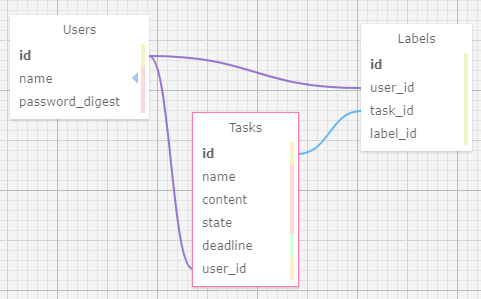 Users
id
name
password_digest
Labels
id
user_id
task_id
label_id
Tasks
id
name
content
state
deadline
user_id